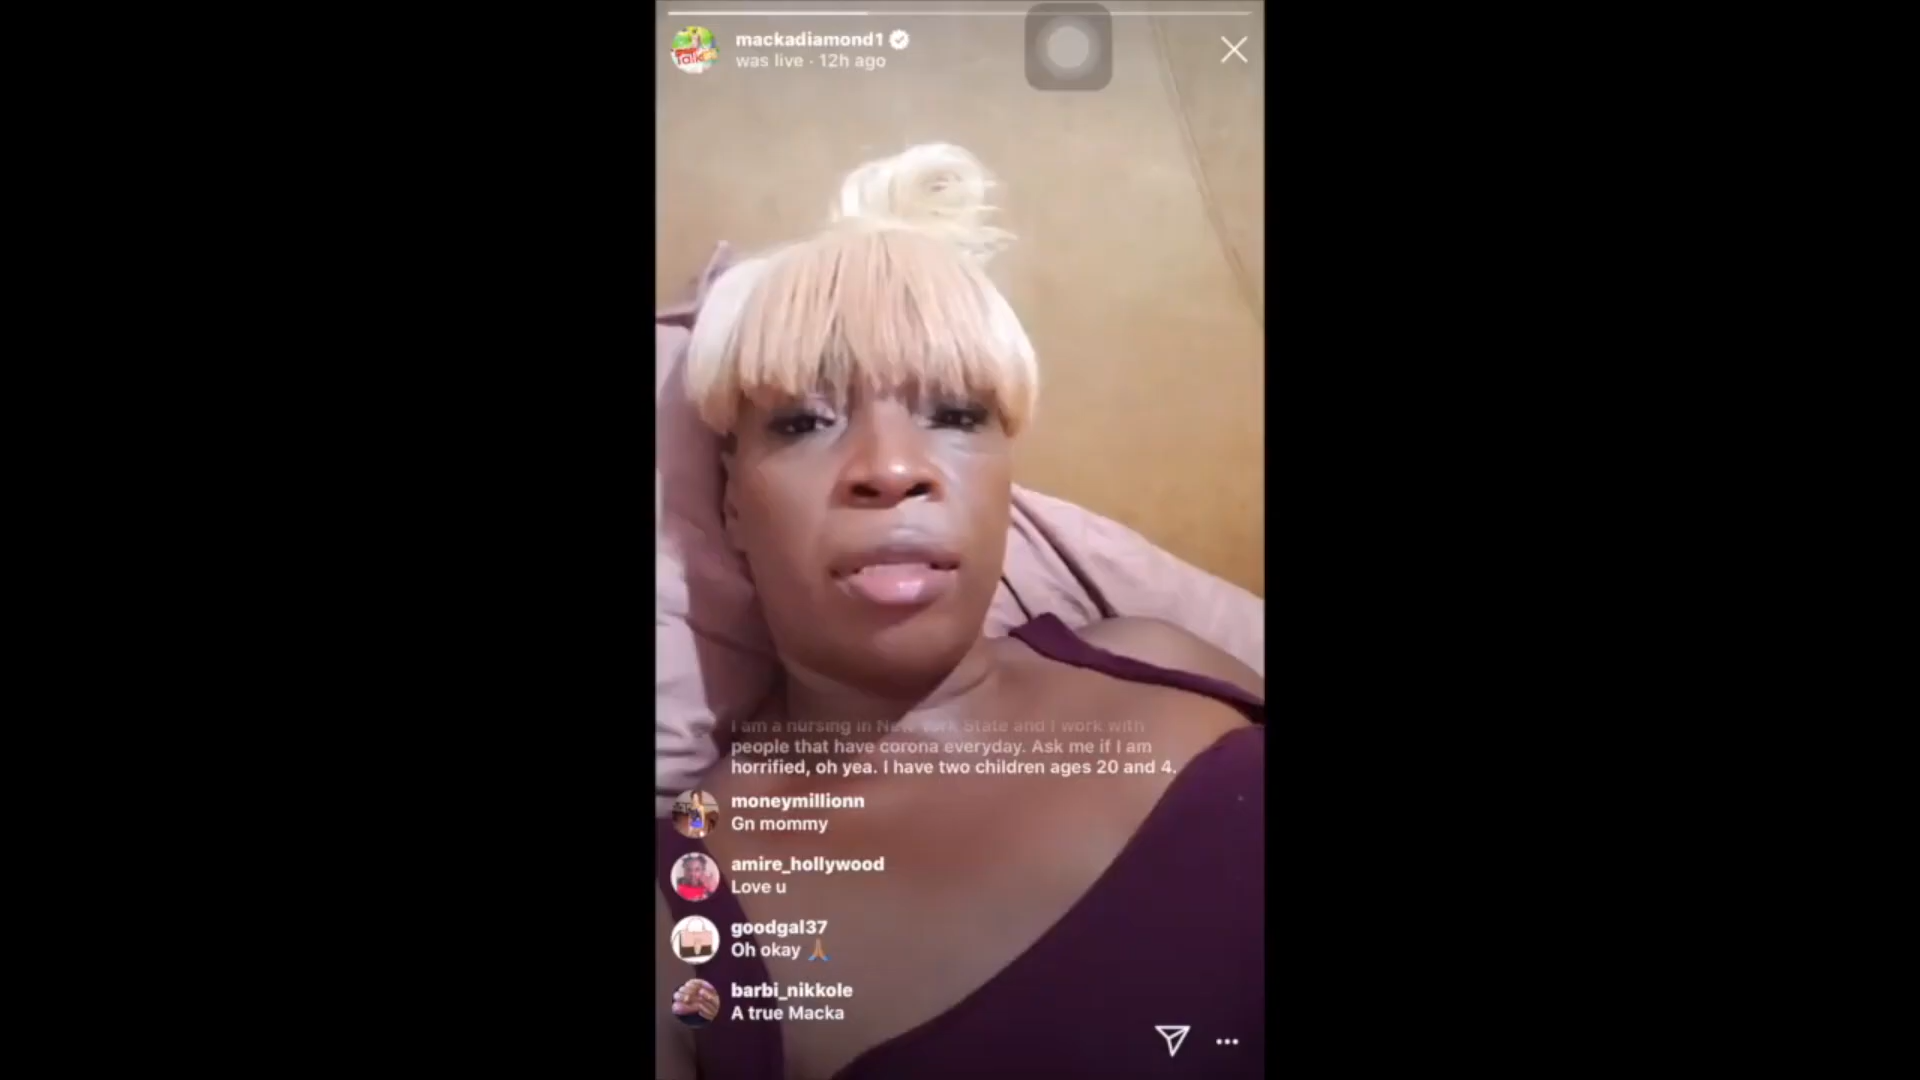 mackadiamond1
was live · 12h ago
Talk
I am a nursing in New York State and I work with
people that have corona everyday. Ask me if I am
horrified, oh yea. I have two children ages 20 and 4.
moneymillionn
Gn mommy
amire_hollywood
Love u
goodgal37
Oh okay 🙏🏽
barbi_nikkole
A true Macka